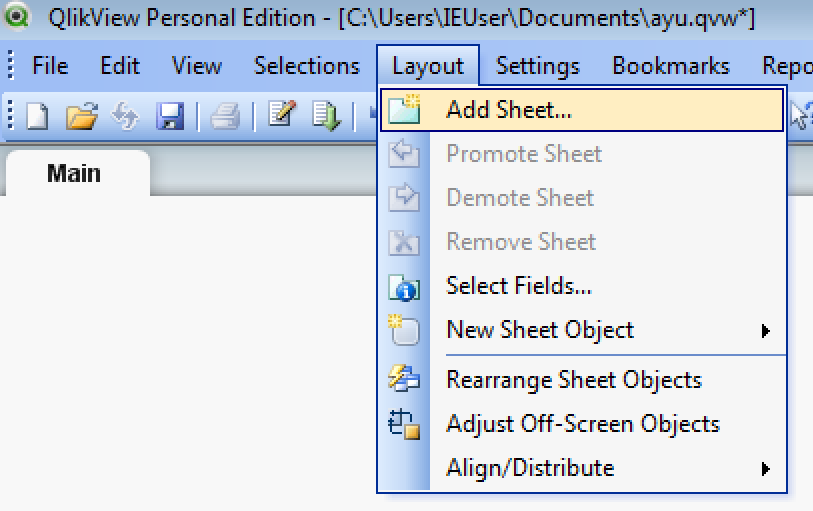 QlikView Personal Edition - [C:\Users\IEUser\Documents\ayu.qvw*]
File Edit View Selections Layout Settings Bookmarks Repo
Main
Add Sheet...
Promote Sheet
Demote Sheet
Remove Sheet
Select Fields...
New Sheet Object
Rearrange Sheet Objects
Adjust Off-Screen Objects
Align/Distribute